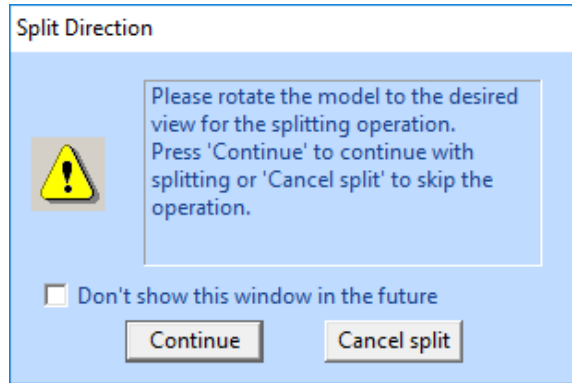 Split Direction
Please rotate the model to the desired
view for the splitting operation.
Press 'Continue' to continue with
splitting or 'Cancel split' to skip the
operation.
Don't show this window in the future
Continue
Cancel split